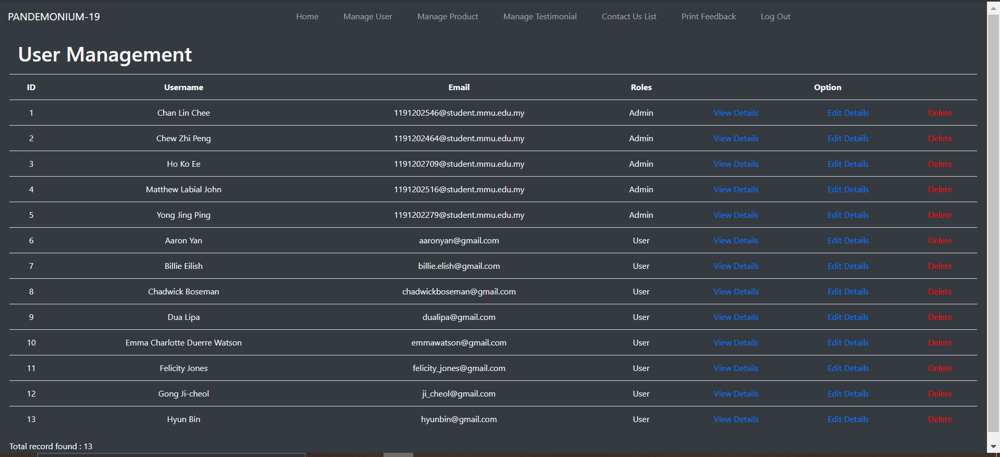 PANDEMONIUM-19 Home Manage User Manage Product Manage Testimonial Contact Us List Print Feedback Log Out
User Management
ID Username Email Roles Option
1 Chan Lin Chee 1191202546@student.mmu.edu.my Admin View Details Edit Details Delete
2 Chew Zhi Peng 1191202464@student.mmu.edu.my Admin View Details Edit Details Delete
3 Ho Ko Ee 1191202709@student.mmu.edu.my Admin View Details Edit Details Delete
4 Matthew Labial John 1191202516@student.mmu.edu.my Admin View Details Edit Details Delete
5 Yong Jing Ping 1191202279@student.mmu.edu.my Admin View Details Edit Details Delete
6 Aaron Yan aaronyan@gmail.com User View Details Edit Details Delete
7 Billie Eilish billie.elish@gmail.com User View Details Edit Details Delete
8 Chadwick Boseman chadwickboseman@gmail.com User View Details Edit Details Delete
9 Dua Lipa dualipa@gmail.com User View Details Edit Details Delete
10 Emma Charlotte Duerre Watson emmawatson@gmail.com User View Details Edit Details Delete
11 Felicity Jones felicity_jones@gmail.com User View Details Edit Details Delete
12 Gong Ji-cheol ji_cheol@gmail.com User View Details Edit Details Delete
13 Hyun Bin hyunbin@gmail.com User View Details Edit Details Delete
Total record found : 13